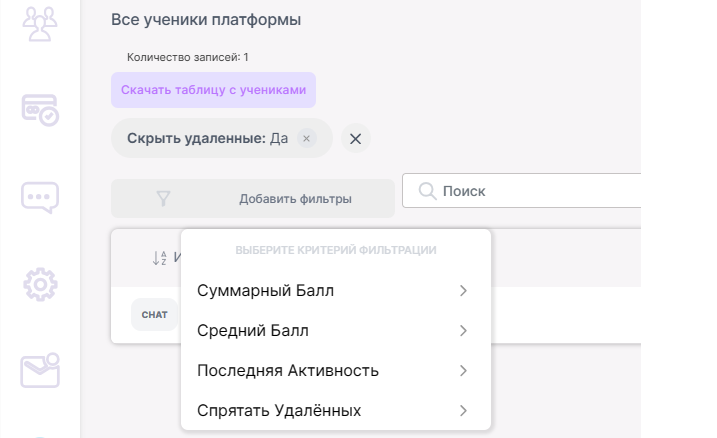 Все ученики платформы
Количество записей: 1
Скачать таблицу с учениками
Скрыть удаленные: Да
Добавить фильтры
Поиск
ВЫБЕРИТЕ КРИТЕРИЙ ФИЛЬТРАЦИИ
Суммарный Балл
CHAT
Средний Балл
Последняя Активность
Спрятать Удалённых